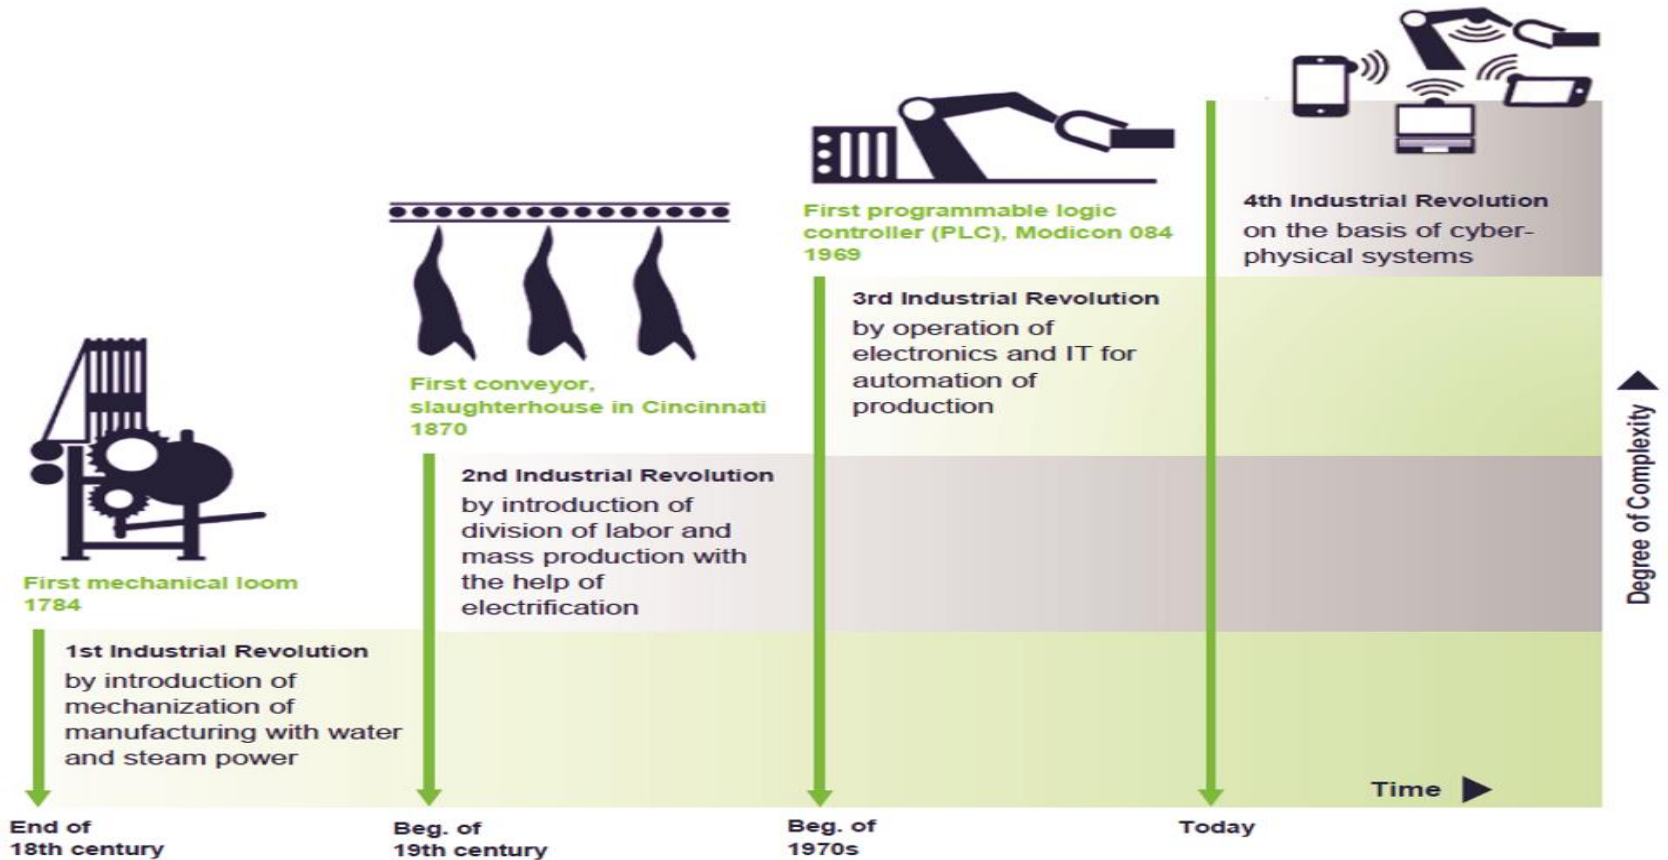 First mechanical loom
1784
1st Industrial Revolution
by introduction of
mechanization of
manufacturing with water
and steam power
End of
18th century
First conveyor,
slaughterhouse in Cincinnati
1870
2nd Industrial Revolution
by introduction of
division of labor and
mass production with
the help of
electrification
Beg. of
19th century
First programmable logic
controller (PLC), Modicon 084
1969
3rd Industrial Revolution
by operation of
electronics and IT for
automation of
production
Beg. of
1970s
4th Industrial Revolution
on the basis of cyber-
physical systems
Today
Time
Degree of Complexity